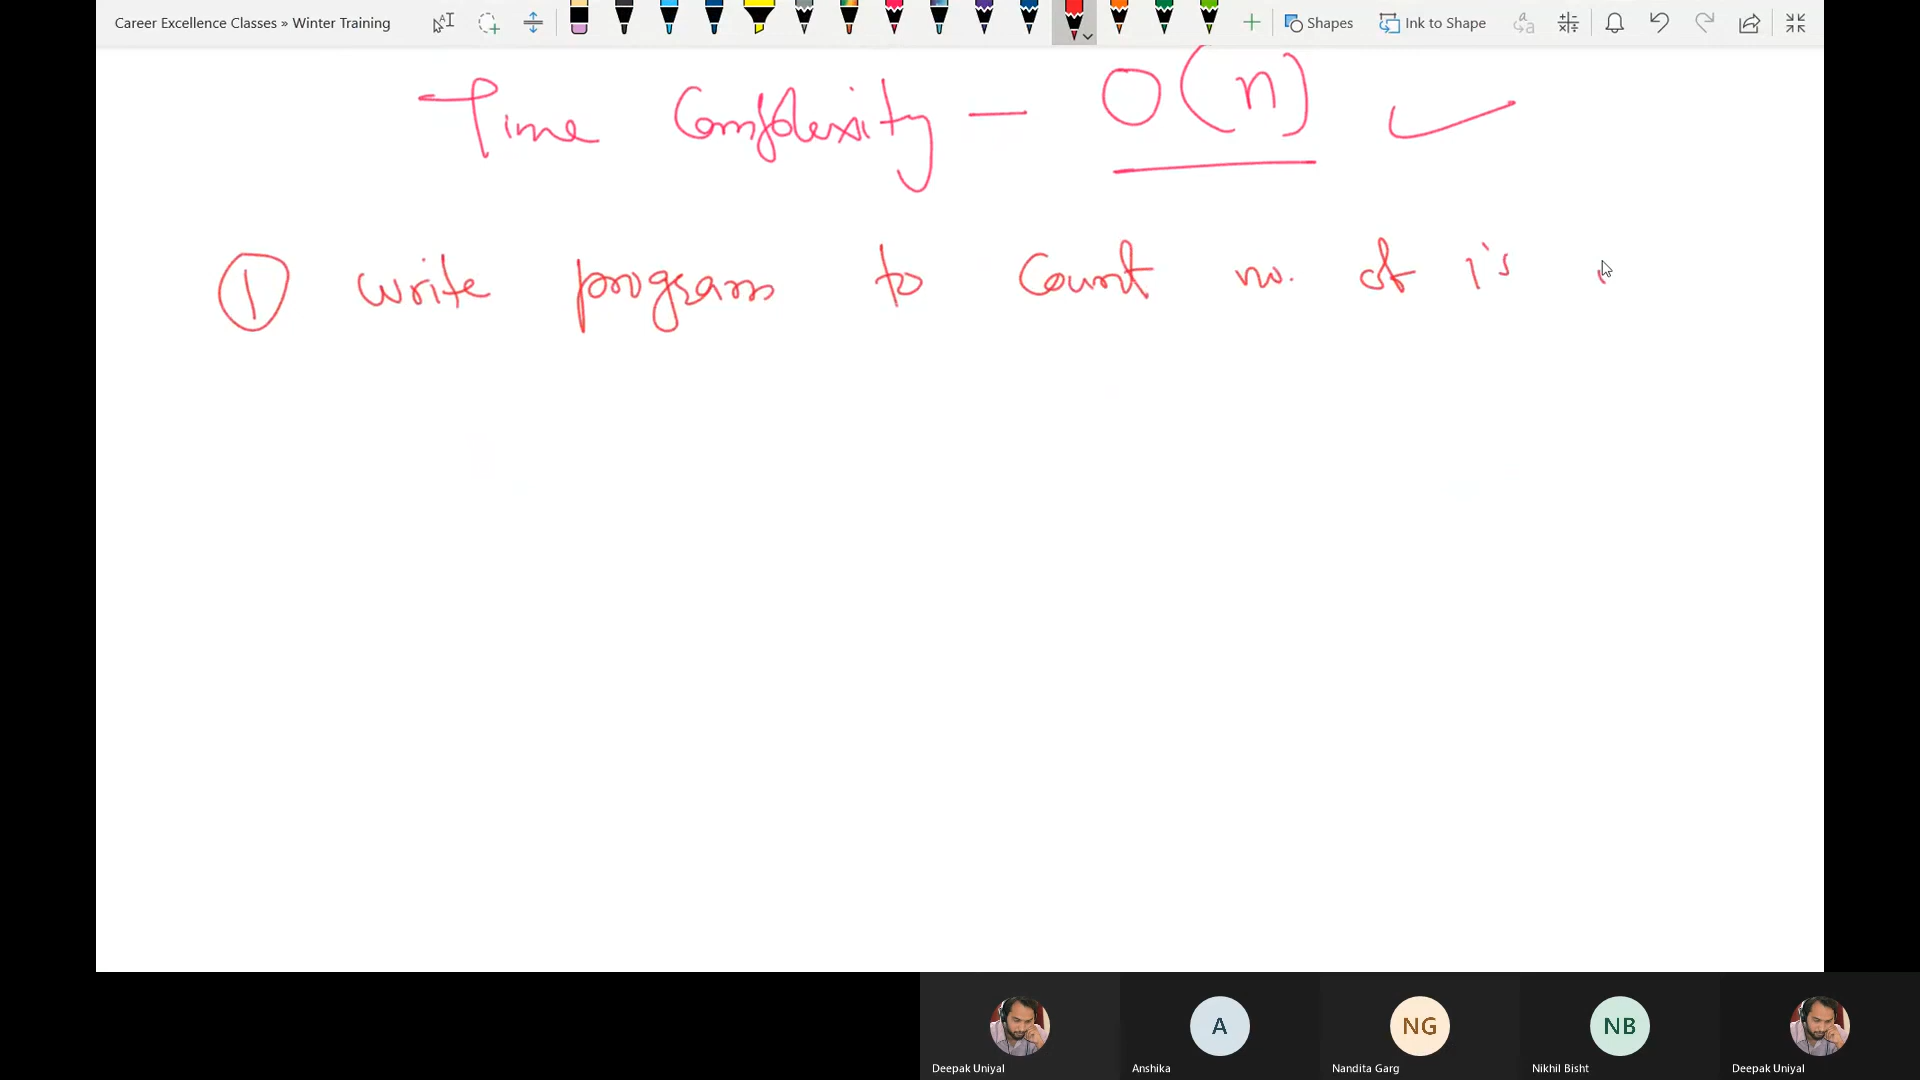 Career Excellence Classes » Winter Training
Shapes
Ink to Shape
Time Complexity — O(n)
① write program to Count no. of 1's
Deepak Uniyal
A
Anshika
NG
Nandita Garg
NB
Nikhil Bisht
Deepak Uniyal